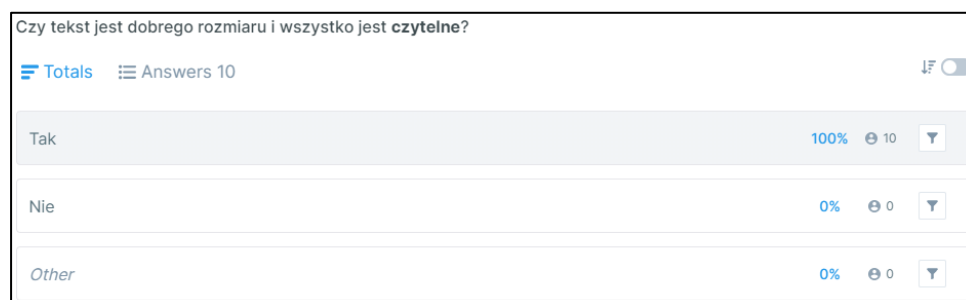 Czy tekst jest dobrego rozmiaru i wszystko jest czytelne?
Totals Answers 10
Tak 100% 10
Nie 0% 0
Other 0% 0